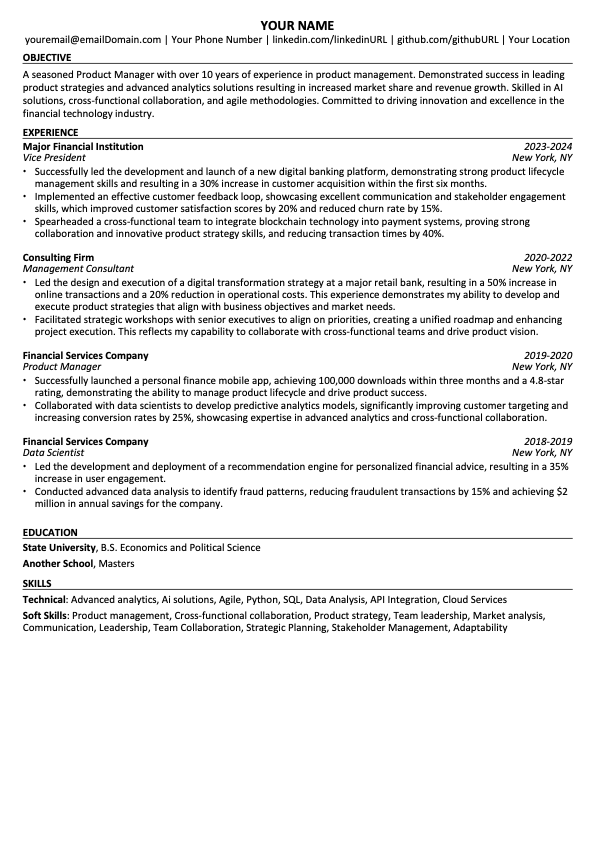 YOUR NAME
youremail@emailDomain.com | Your Phone Number | linkedin.com/linkedinURL | github.com/githubURL | Your Location
OBJECTIVE
A seasoned Product Manager with over 10 years of experience in product management. Demonstrated success in leading
product strategies and advanced analytics solutions resulting in increased market share and revenue growth. Skilled in AI
solutions, cross-functional collaboration, and agile methodologies. Committed to driving innovation and excellence in the
financial technology industry.
EXPERIENCE
Major Financial Institution 2023-2024
Vice President New York, NY
• Successfully led the development and launch of a new digital banking platform, demonstrating strong product lifecycle
management skills and resulting in a 30% increase in customer acquisition within the first six months.
• Implemented an effective customer feedback loop, showcasing excellent communication and stakeholder engagement
skills, which improved customer satisfaction scores by 20% and reduced churn rate by 15%.
• Spearheaded a cross-functional team to integrate blockchain technology into payment systems, proving strong
collaboration and innovative product strategy skills, and reducing transaction times by 40%.
Consulting Firm 2020-2022
Management Consultant New York, NY
• Led the design and execution of a digital transformation strategy at a major retail bank, resulting in a 50% increase in
online transactions and a 20% reduction in operational costs. This experience demonstrates my ability to develop and
execute product strategies that align with business objectives and market needs.
• Facilitated strategic workshops with senior executives to align on priorities, creating a unified roadmap and enhancing
project execution. This reflects my capability to collaborate with cross-functional teams and drive product vision.
Financial Services Company 2019-2020
Product Manager New York, NY
• Successfully launched a personal finance mobile app, achieving 100,000 downloads within three months and a 4.8-star
rating, demonstrating the ability to manage product lifecycle and drive product success.
• Collaborated with data scientists to develop predictive analytics models, significantly improving customer targeting and
increasing conversion rates by 25%, showcasing expertise in advanced analytics and cross-functional collaboration.
Financial Services Company 2018-2019
Data Scientist New York, NY
• Led the development and deployment of a recommendation engine for personalized financial advice, resulting in a 35%
increase in user engagement.
• Conducted advanced data analysis to identify fraud patterns, reducing fraudulent transactions by 15% and achieving $2
million in annual savings for the company.
EDUCATION
State University, B.S. Economics and Political Science
Another School, Masters
SKILLS
Technical: Advanced analytics, Ai solutions, Agile, Python, SQL, Data Analysis, API Integration, Cloud Services
Soft Skills: Product management, Cross-functional collaboration, Product strategy, Team leadership, Market analysis,
Communication, Leadership, Team Collaboration, Strategic Planning, Stakeholder Management, Adaptability